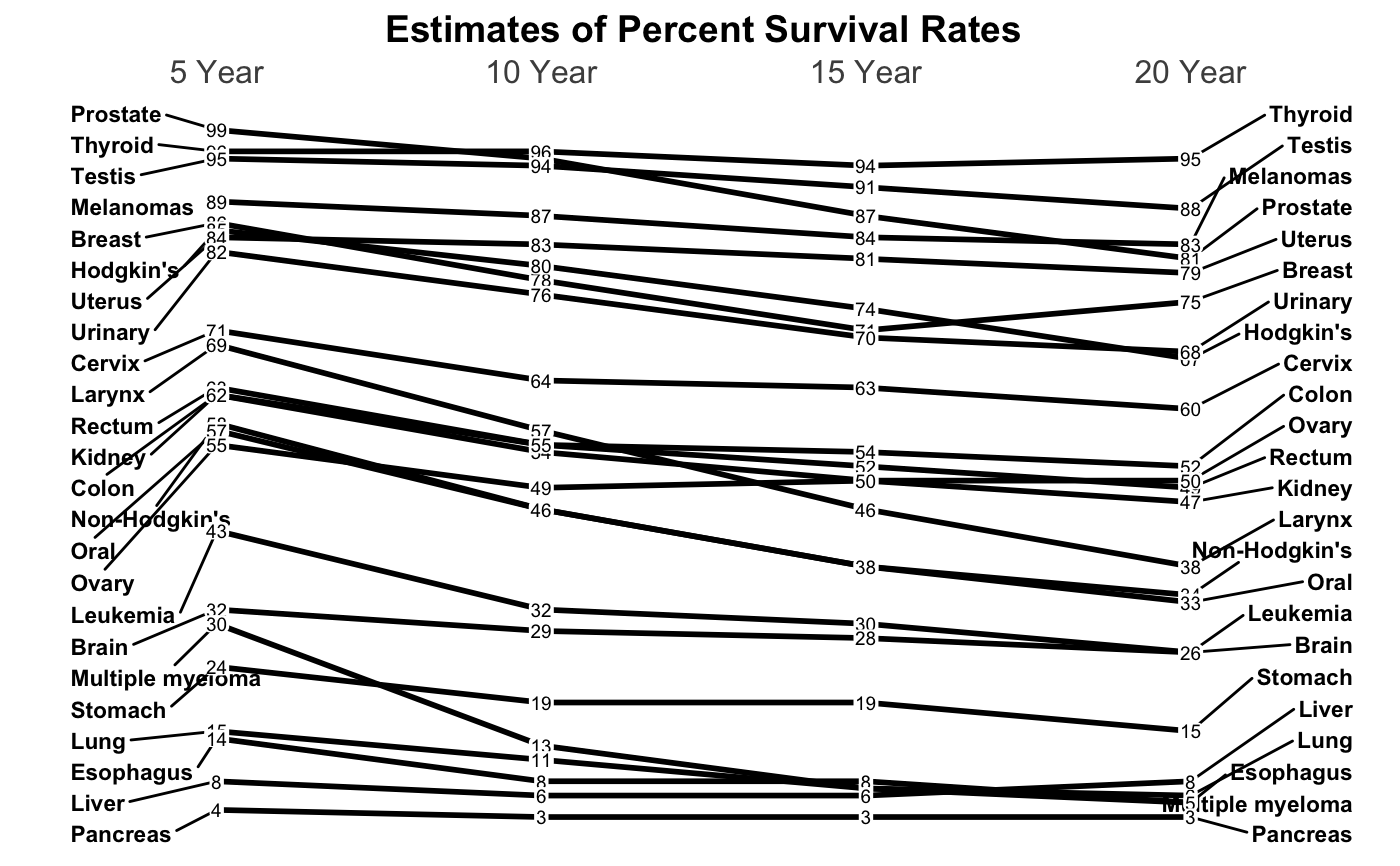 Estimates of Percent Survival Rates
5 Year 10 Year 15 Year 20 Year
Prostate Thyroid
99
Thyroid 96 94 95 Testis
95 94
Testis 91 Melanomas
Melanomas 89 87 87 88 Prostate
Breast 84 83 84 83 Uterus
81 81
82 80 79
Hodgkin's 78 Breast
Uterus 76 74 75 Urinary
Urinary 71 70 68 Hodgkin's
Cervix 69 64 63 Cervix
Larynx 62 60 Colon
Rectum 57 57 Ovary
Kidney 55 55 54 52 Rectum
52
Colon 49 50 50 Kidney
47
Non-Hodgkin's 43 46 46 Larynx
Oral Non-Hodgkin's
Ovary 38 38 Oral
33
Leukemia 32 32 30 Leukemia
Brain 30 29 28 26 Brain
Multiple myeloma 24 Stomach
Stomach 19 19 15 Liver
Lung 14 13 Lung
11
Esophagus 8 8 8 8 Esophagus
Liver 6 6 Multiple myeloma
4 3 3 3
Pancreas Pancreas